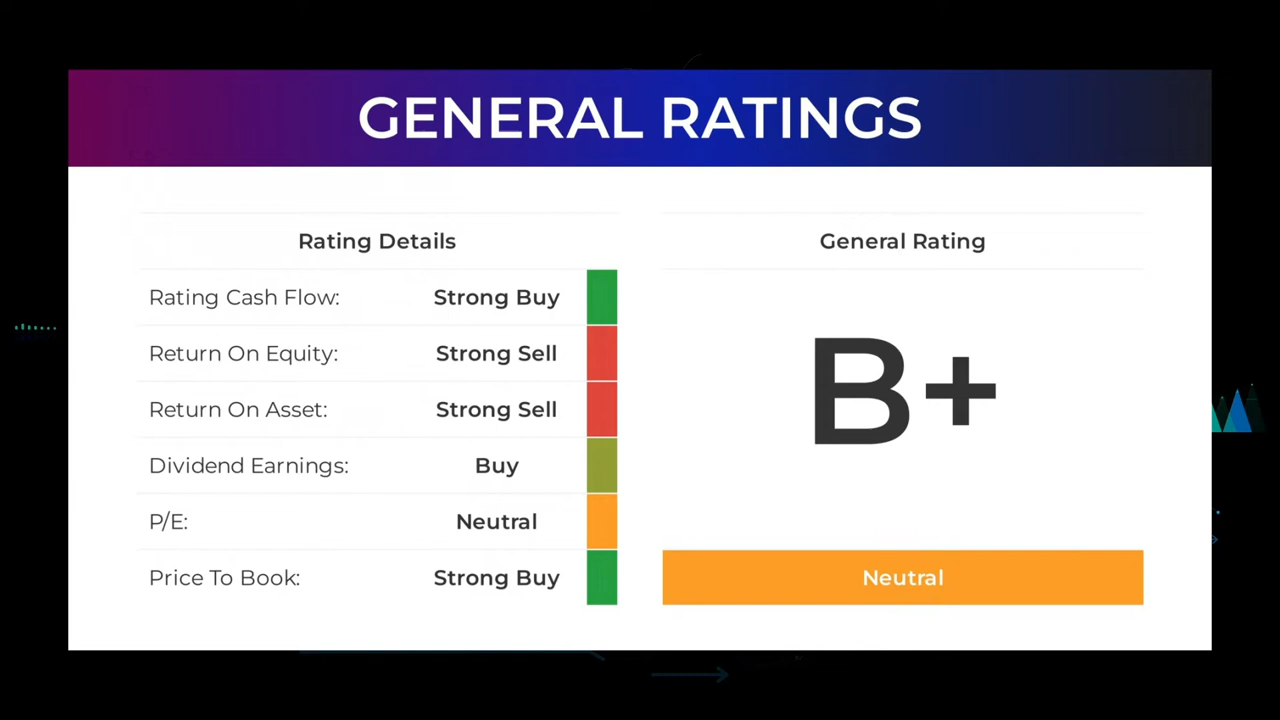 GENERAL RATINGS
Rating Details
Rating Cash Flow: Strong Buy
Return On Equity: Strong Sell
Return On Asset: Strong Sell
Dividend Earnings: Buy
P/E: Neutral
Price To Book: Strong Buy
General Rating
B+
Neutral